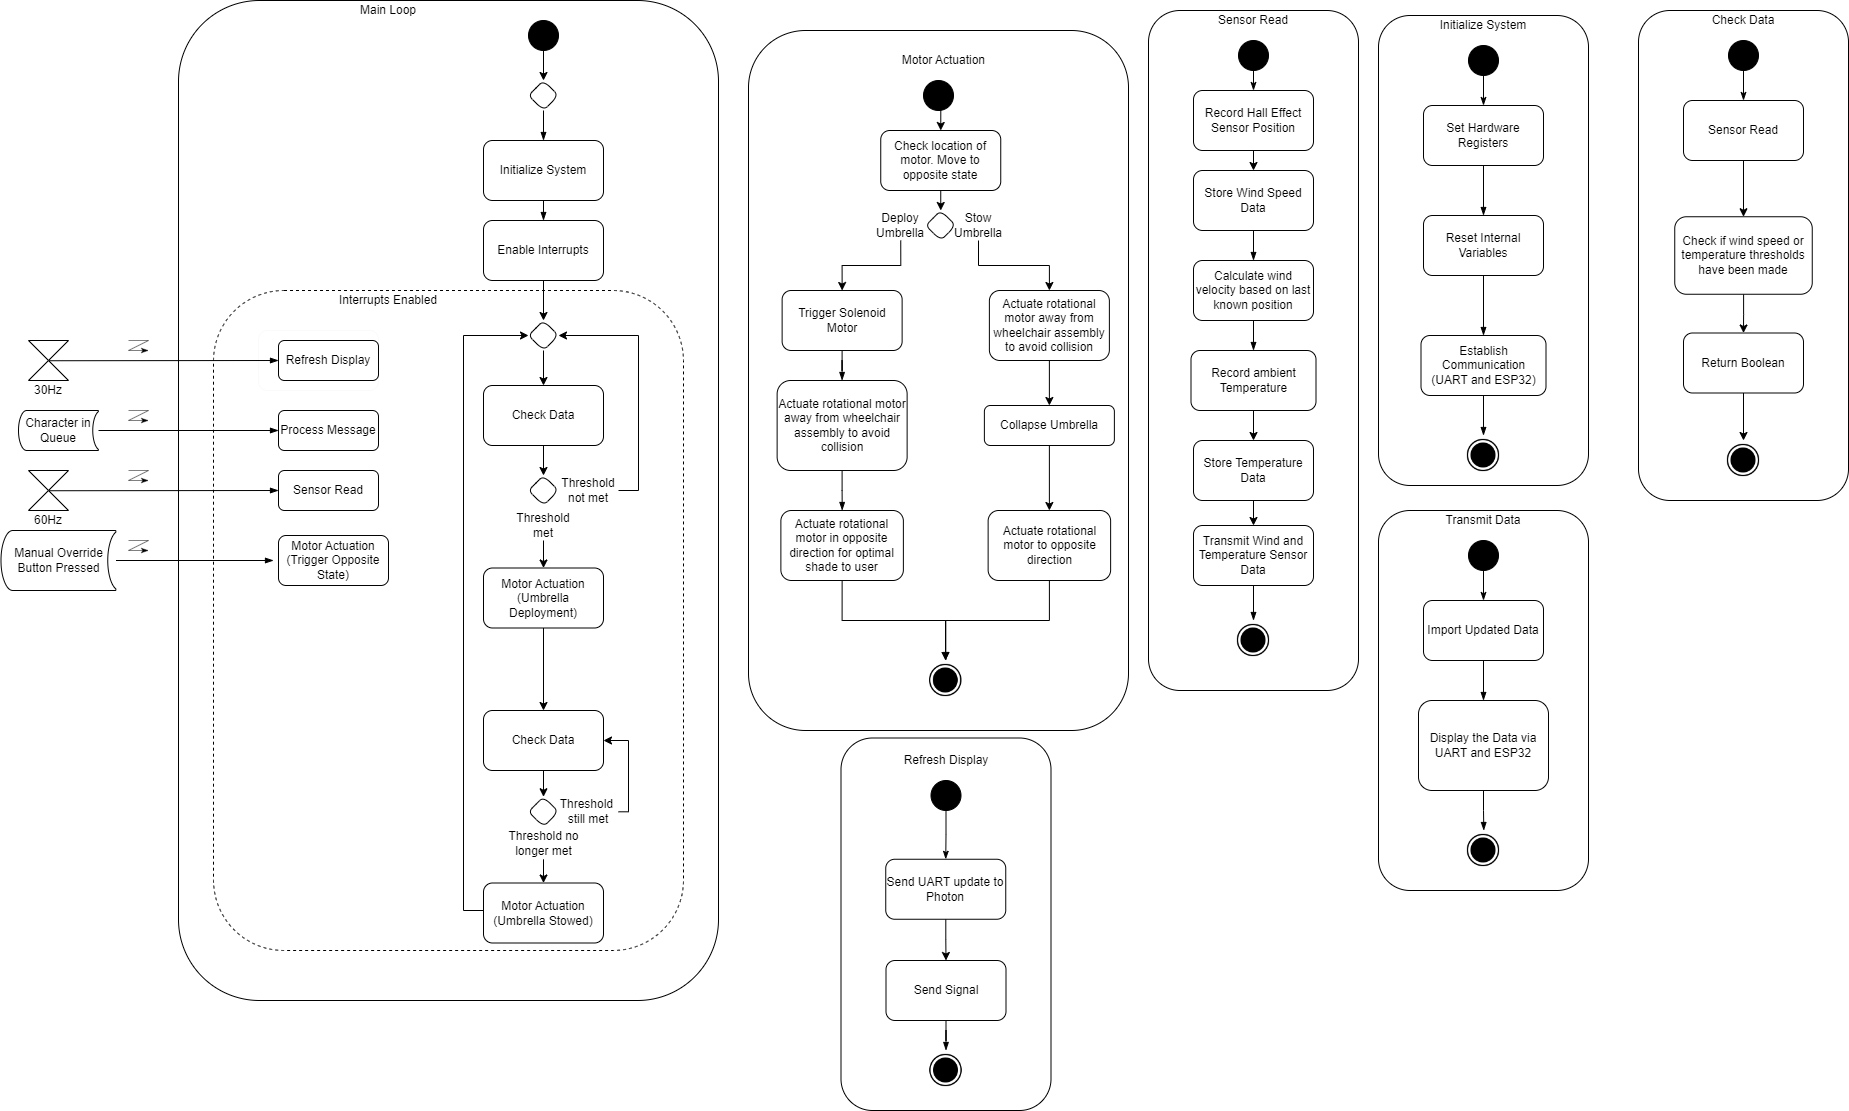 Main Loop
Initialize System
Enable Interrupts
Interrupts Enabled
30Hz
Refresh Display
Character in
Queue
Process Message
60Hz
Sensor Read
Manual Override
Button Pressed
Motor Actuation
(Trigger Opposite
State)
Check Data
Threshold
not met
Threshold
met
Motor Actuation
(Umbrella
Deployment)
Check Data
Threshold
still met
Threshold no
longer met
Motor Actuation
(Umbrella Stowed)
Motor Actuation
Check location of
motor. Move to
opposite state
Deploy
Umbrella
Stow
Umbrella
Trigger Solenoid
Motor
Actuate rotational motor
away from wheelchair
assembly to avoid
collision
Actuate rotational
motor in opposite
direction for optimal
shade to user
Actuate rotational
motor away from
wheelchair assembly
to avoid collision
Collapse Umbrella
Actuate rotational
motor to opposite
direction
Refresh Display
Send UART update to
Photon
Send Signal
Sensor Read
Record Hall Effect
Sensor Position
Store Wind Speed
Data
Calculate wind
velocity based on last
known position
Record ambient
Temperature
Store Temperature
Data
Transmit Wind and
Temperature Sensor
Data
Initialize System
Set Hardware
Registers
Reset Internal
Variables
Establish
Communication
(UART and ESP32)
Transmit Data
Import Updated Data
Display the Data via
UART and ESP32
Check Data
Sensor Read
Check if wind speed or
temperature thresholds
have been made
Return Boolean